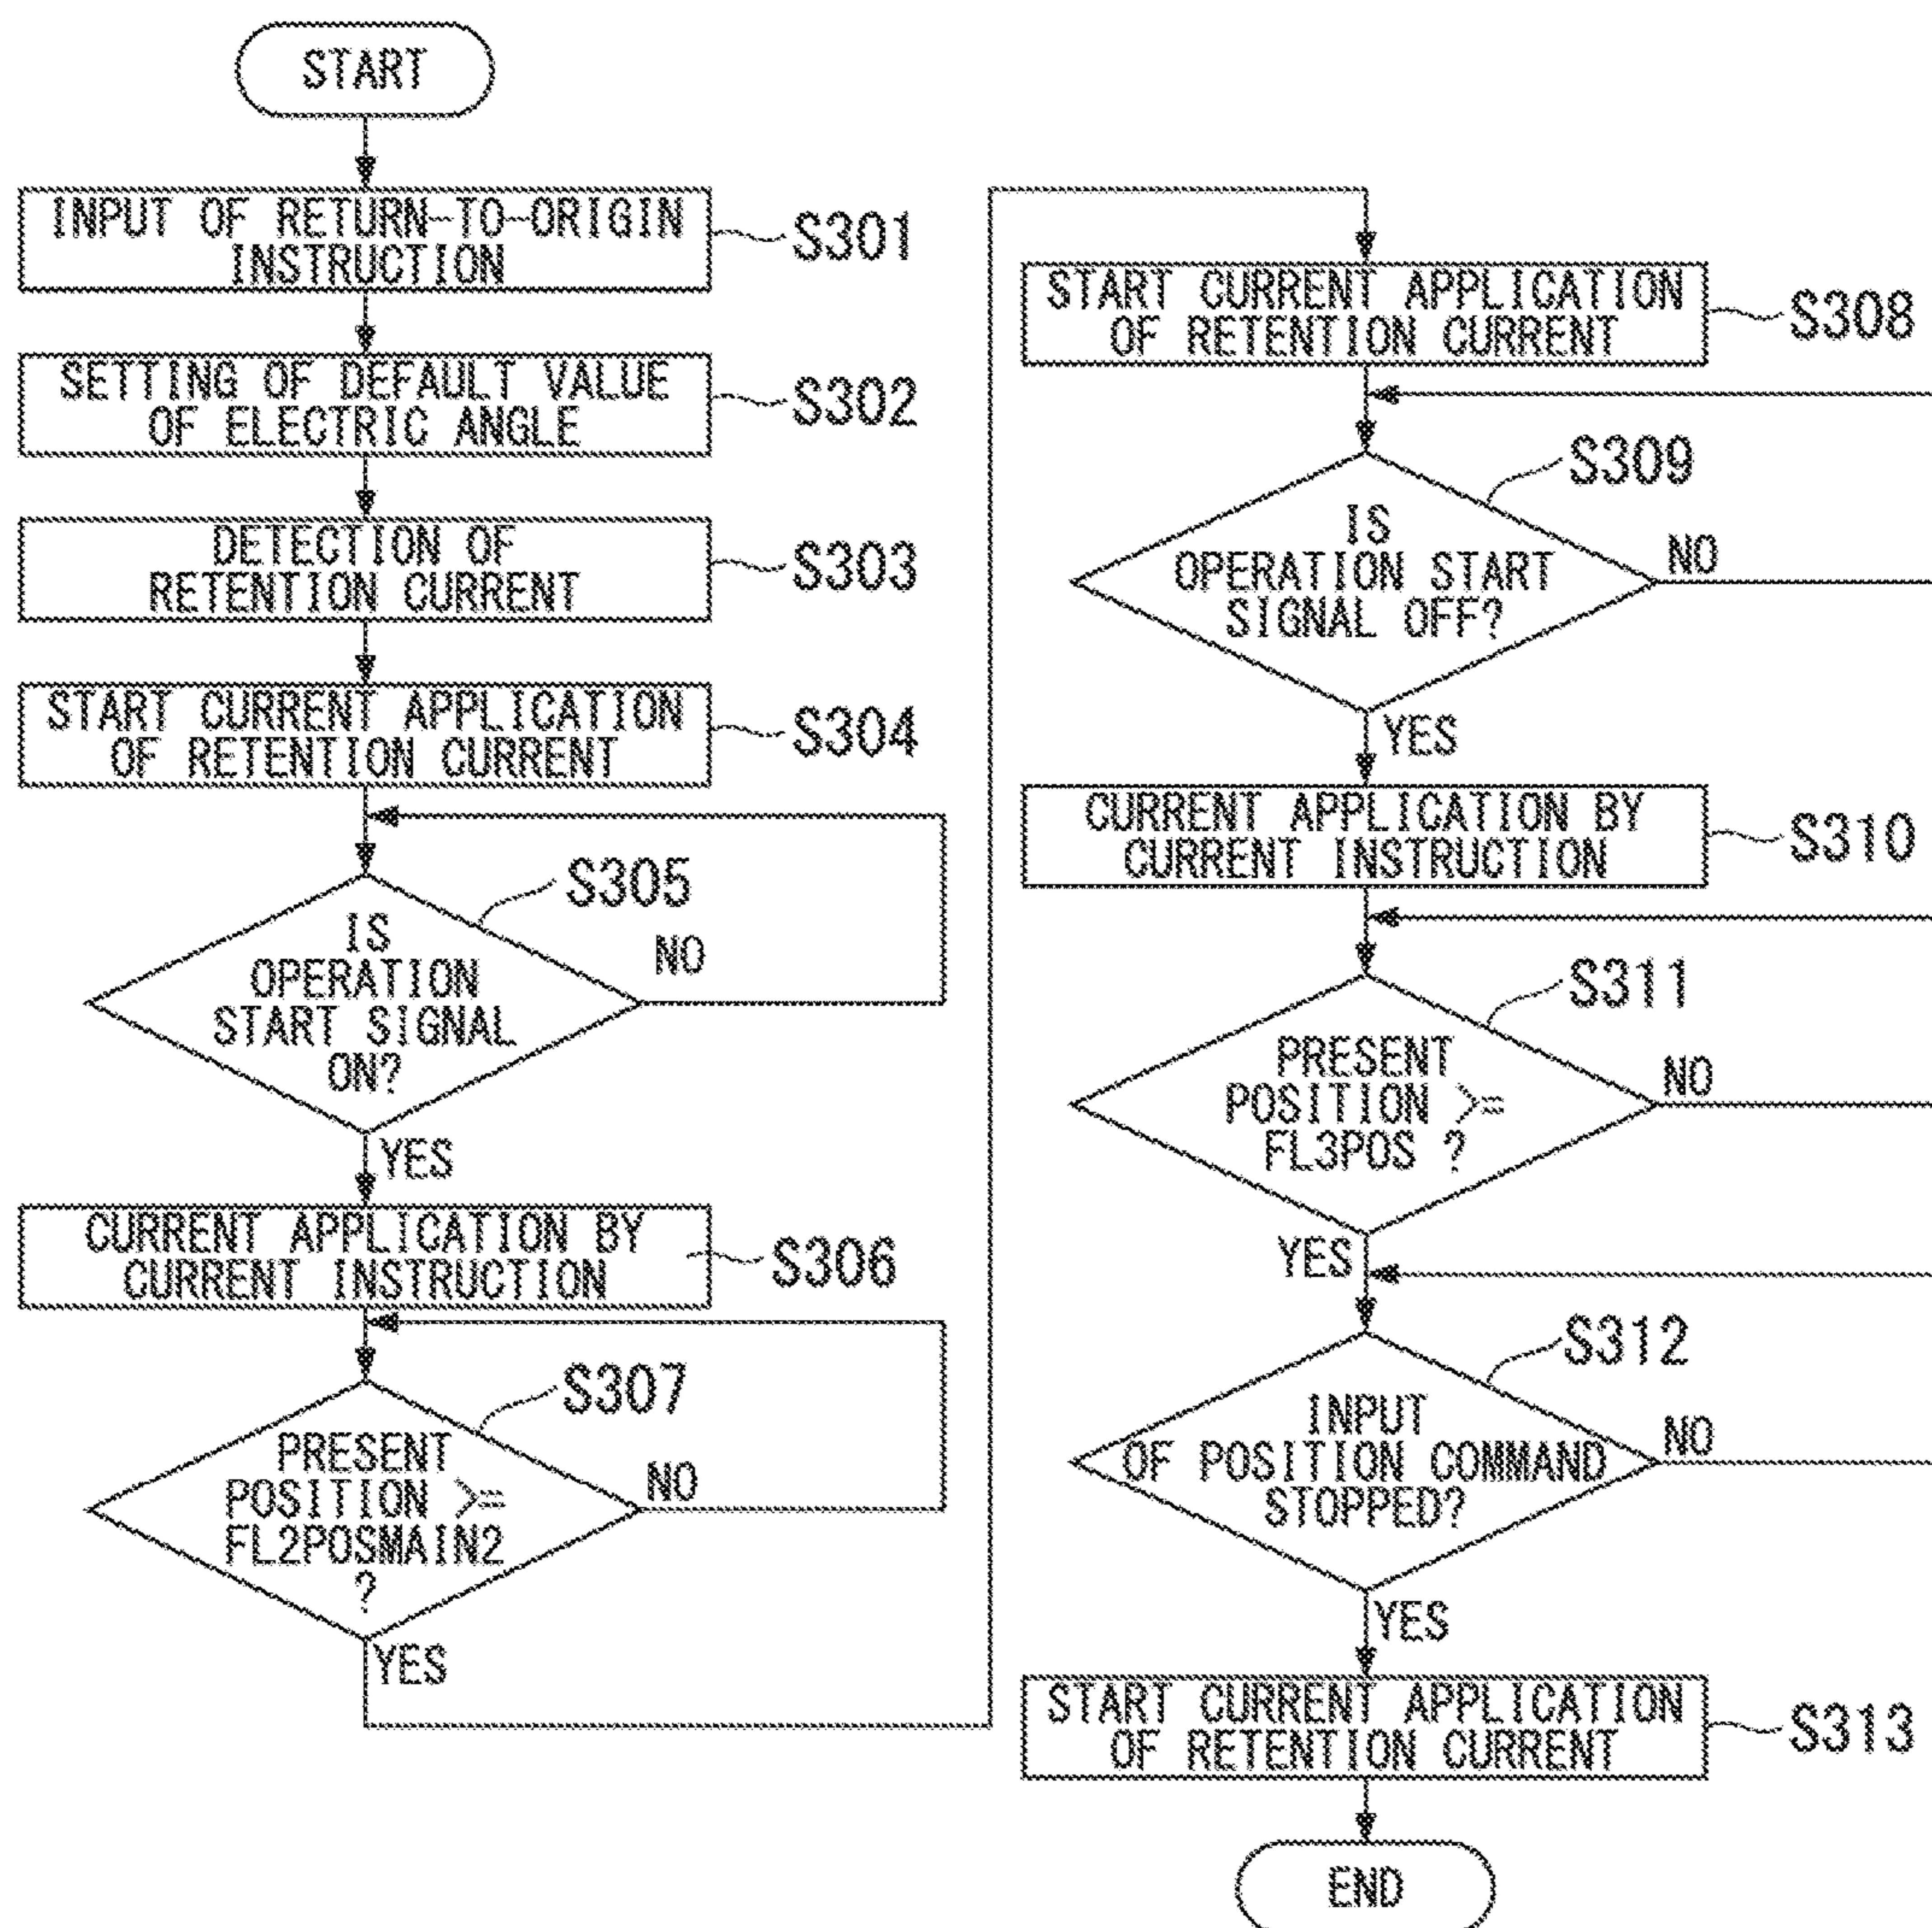 START
INPUT OF RETURN-TO-ORIGIN
INSTRUCTION
S301
SETTING OF DEFAULT VALUE
OF ELECTRIC ANGLE
S302
DETECTION OF
RETENTION CURRENT
S303
START CURRENT APPLICATION
OF RETENTION CURRENT
S304
S305
IS
OPERATION
START SIGNAL
ON?
NO
YES
CURRENT APPLICATION BY
CURRENT INSTRUCTION
S306
S307
PRESENT
POSITION >=
FL2POSMAIN2
?
NO
YES
START CURRENT APPLICATION
OF RETENTION CURRENT
S308
S309
IS
OPERATION START
SIGNAL OFF?
NO
YES
CURRENT APPLICATION BY
CURRENT INSTRUCTION
S310
S311
PRESENT
POSITION >=
FL3POS ?
NO
YES
S312
INPUT
OF POSITION COMMAND
STOPPED?
NO
YES
START CURRENT APPLICATION
OF RETENTION CURRENT
S313
END